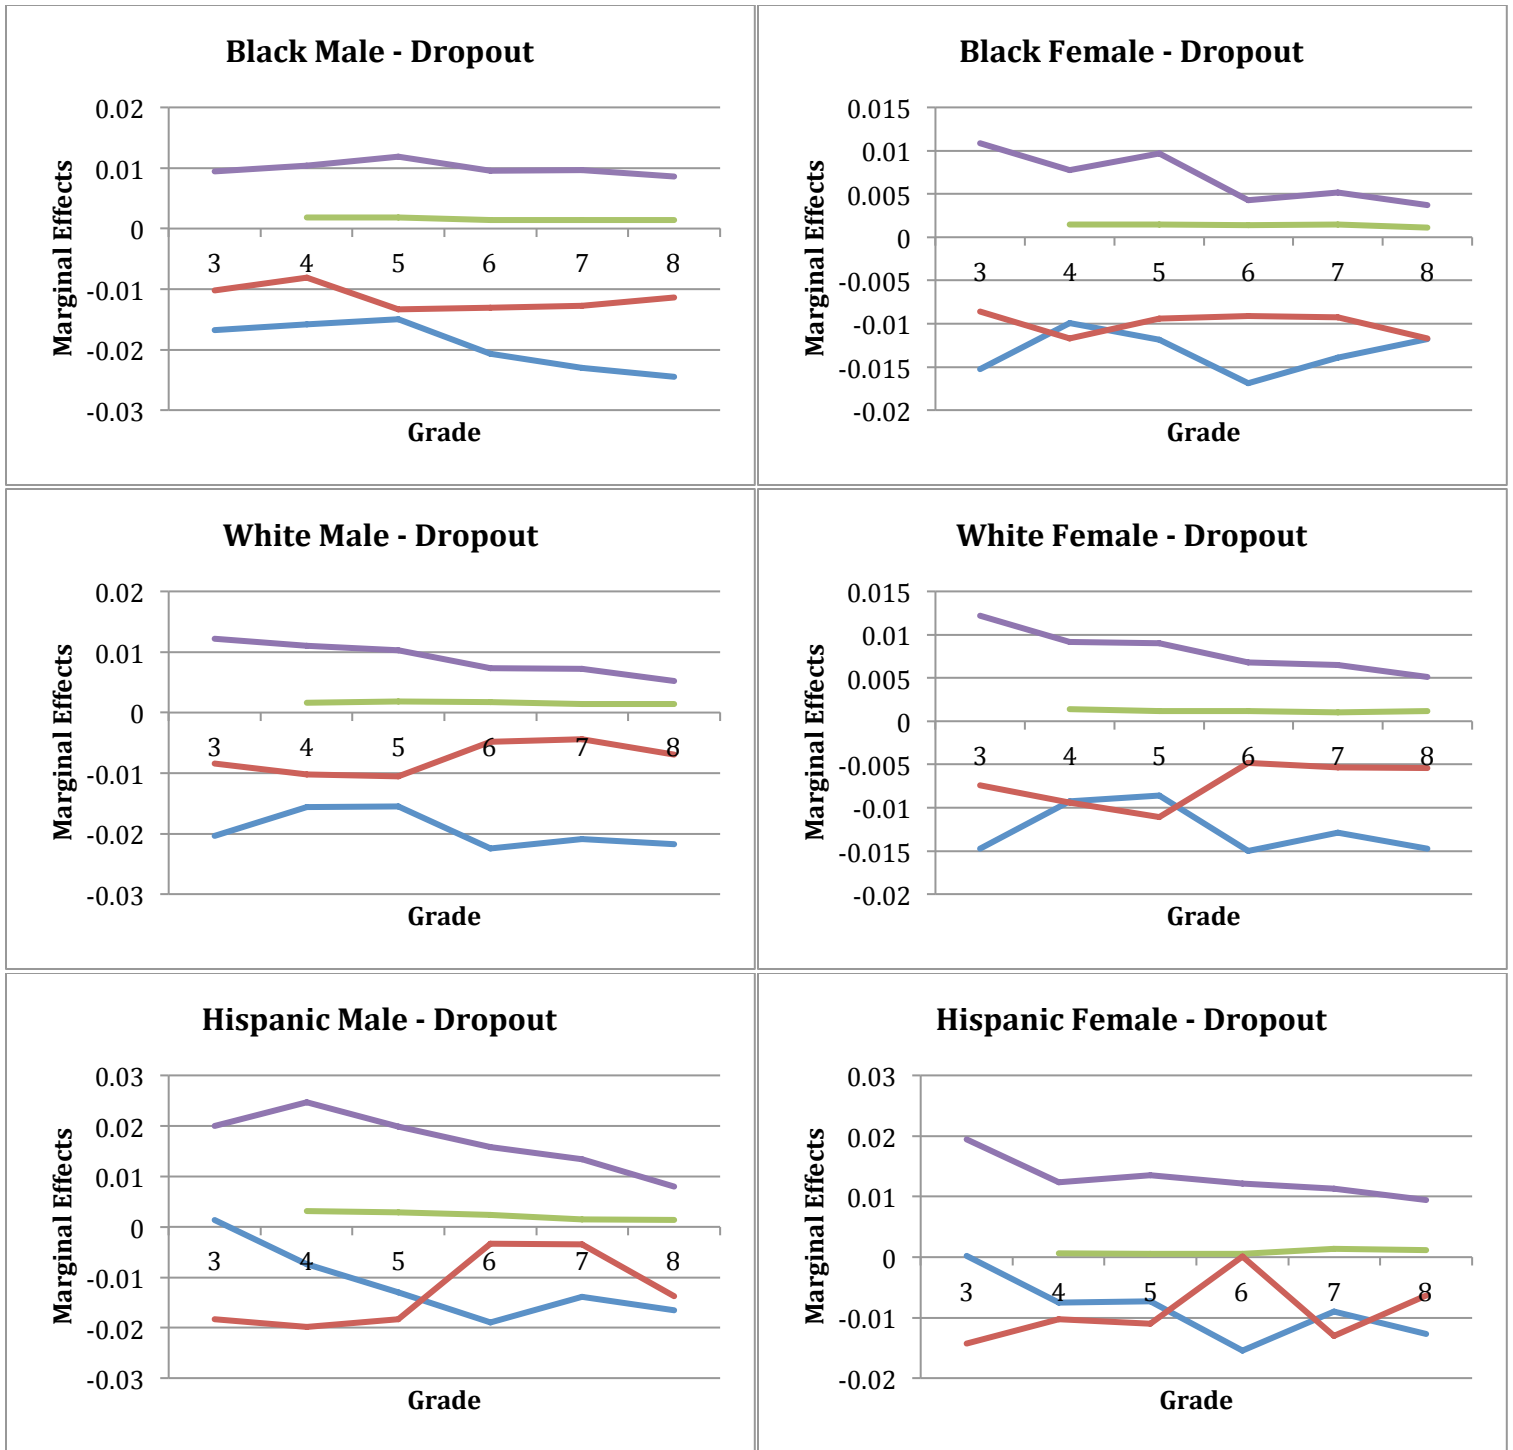 Black Male - Dropout
0.02
0.01
0
-0.01
-0.02
-0.03
3 4 5 6 7 8
Marginal Effects
Grade
Black Female - Dropout
0.015
0.01
0.005
0
-0.005
-0.01
-0.015
-0.02
3 4 5 6 7 8
Marginal Effects
Grade
White Male - Dropout
0.02
0.01
0
-0.01
-0.02
-0.03
3 4 5 6 7 8
Marginal Effects
Grade
White Female - Dropout
0.015
0.01
0.005
0
-0.005
-0.01
-0.015
-0.02
3 4 5 6 7 8
Marginal Effects
Grade
Hispanic Male - Dropout
0.03
0.02
0.01
0
-0.01
-0.02
-0.03
3 4 5 6 7 8
Marginal Effects
Grade
Hispanic Female - Dropout
0.03
0.02
0.01
0
-0.01
-0.02
3 4 5 6 7 8
Marginal Effects
Grade